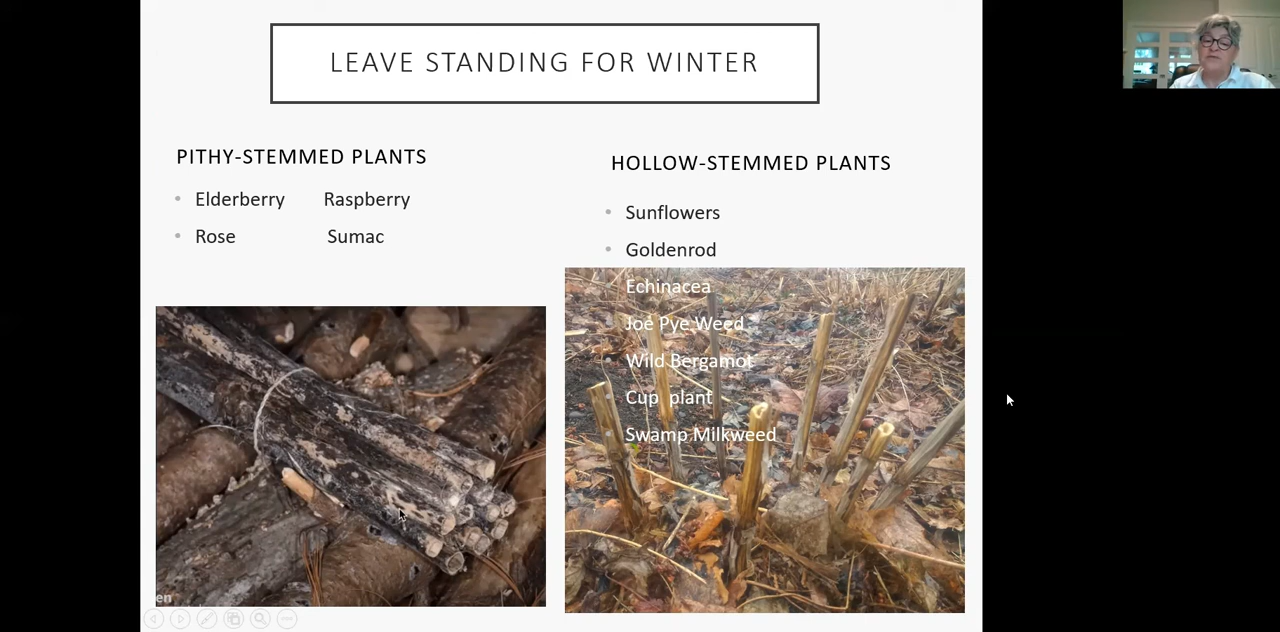 LEAVE STANDING FOR WINTER
PITHY-STEMMED PLANTS
• Elderberry Raspberry
• Rose Sumac
HOLLOW-STEMMED PLANTS
• Sunflowers
• Goldenrod
• Echinacea
• Joe Pye Weed
• Wild Bergamot
• Cup plant
• Swamp Milkweed
en